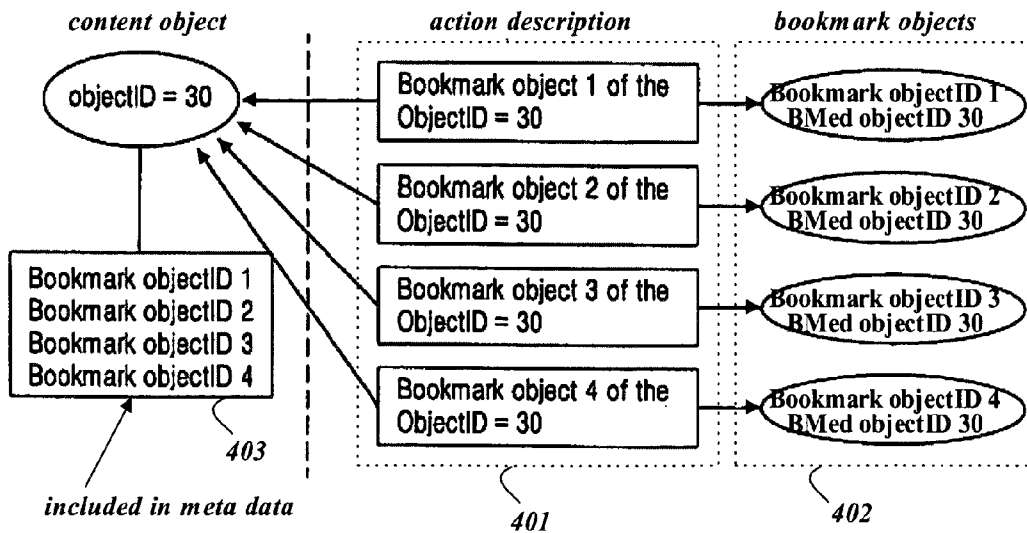 content object
action description
bookmark objects
objectID = 30
Bookmark object 1 of the
ObjectID = 30
Bookmark objectID 1
BMed objectID 30
Bookmark object 2 of the
ObjectID = 30
Bookmark objectID 2
BMed objectID 30
Bookmark objectID 1
Bookmark objectID 2
Bookmark objectID 3
Bookmark objectID 4
Bookmark object 3 of the
ObjectID = 30
Bookmark objectID 3
BMed objectID 30
Bookmark object 4 of the
ObjectID = 30
Bookmark objectID 4
BMed objectID 30
403
included in meta data
401
402